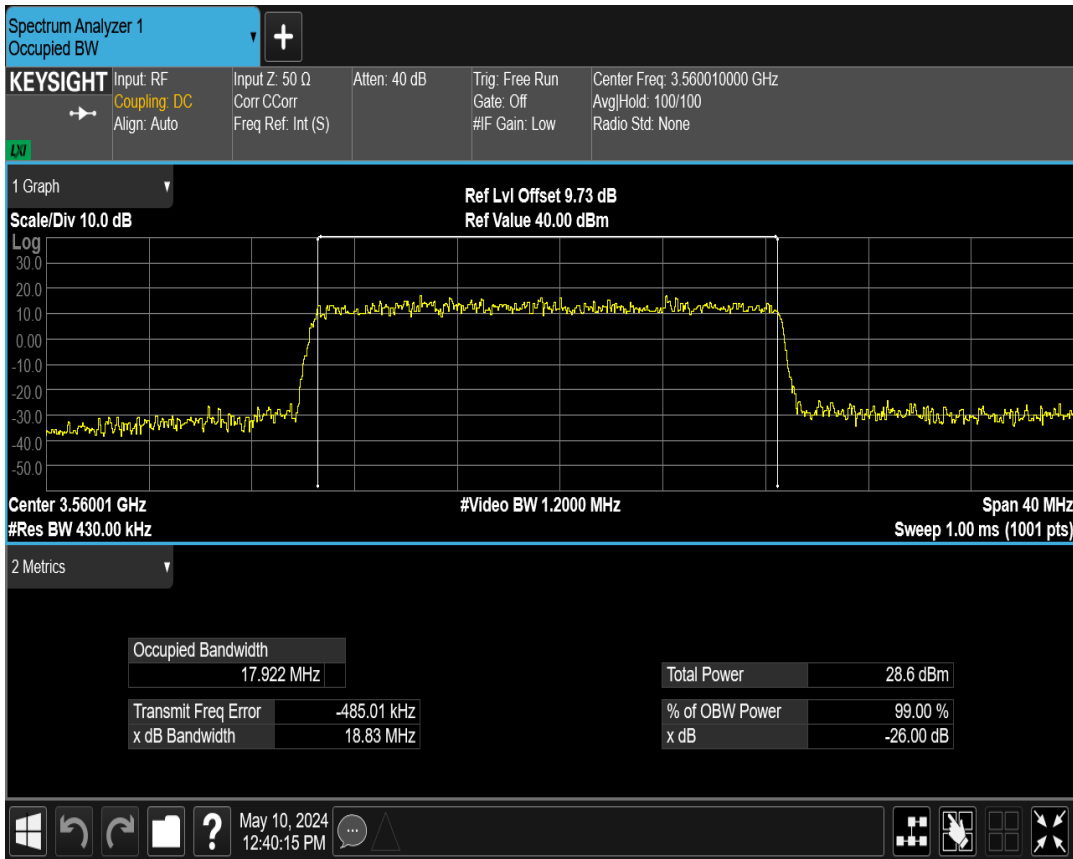 Spectrum Analyzer 1
Occupied BW
KEYSIGHT
LXI
Input: RF
Coupling: DC
Align: Auto
Input Z: 50 Ω
Corr CCorr
Freq Ref: Int (S)
Atten: 40 dB
Trig: Free Run
Gate: Off
#IF Gain: Low
Center Freq: 3.560010000 GHz
Avg|Hold: 100/100
Radio Std: None
1 Graph
Scale/Div 10.0 dB
Ref Lvl Offset 9.73 dB
Ref Value 40.00 dBm
Log
30.0
20.0
10.0
0.00
-10.0
-20.0
-30.0
-40.0
-50.0
Center 3.56001 GHz
#Res BW 430.00 kHz
#Video BW 1.2000 MHz
Span 40 MHz
Sweep 1.00 ms (1001 pts)
2 Metrics
Occupied Bandwidth
17.922 MHz
Transmit Freq Error -485.01 kHz
x dB Bandwidth 18.83 MHz
Total Power 28.6 dBm
% of OBW Power 99.00 %
x dB -26.00 dB
?
May 10, 2024
12:40:15 PM